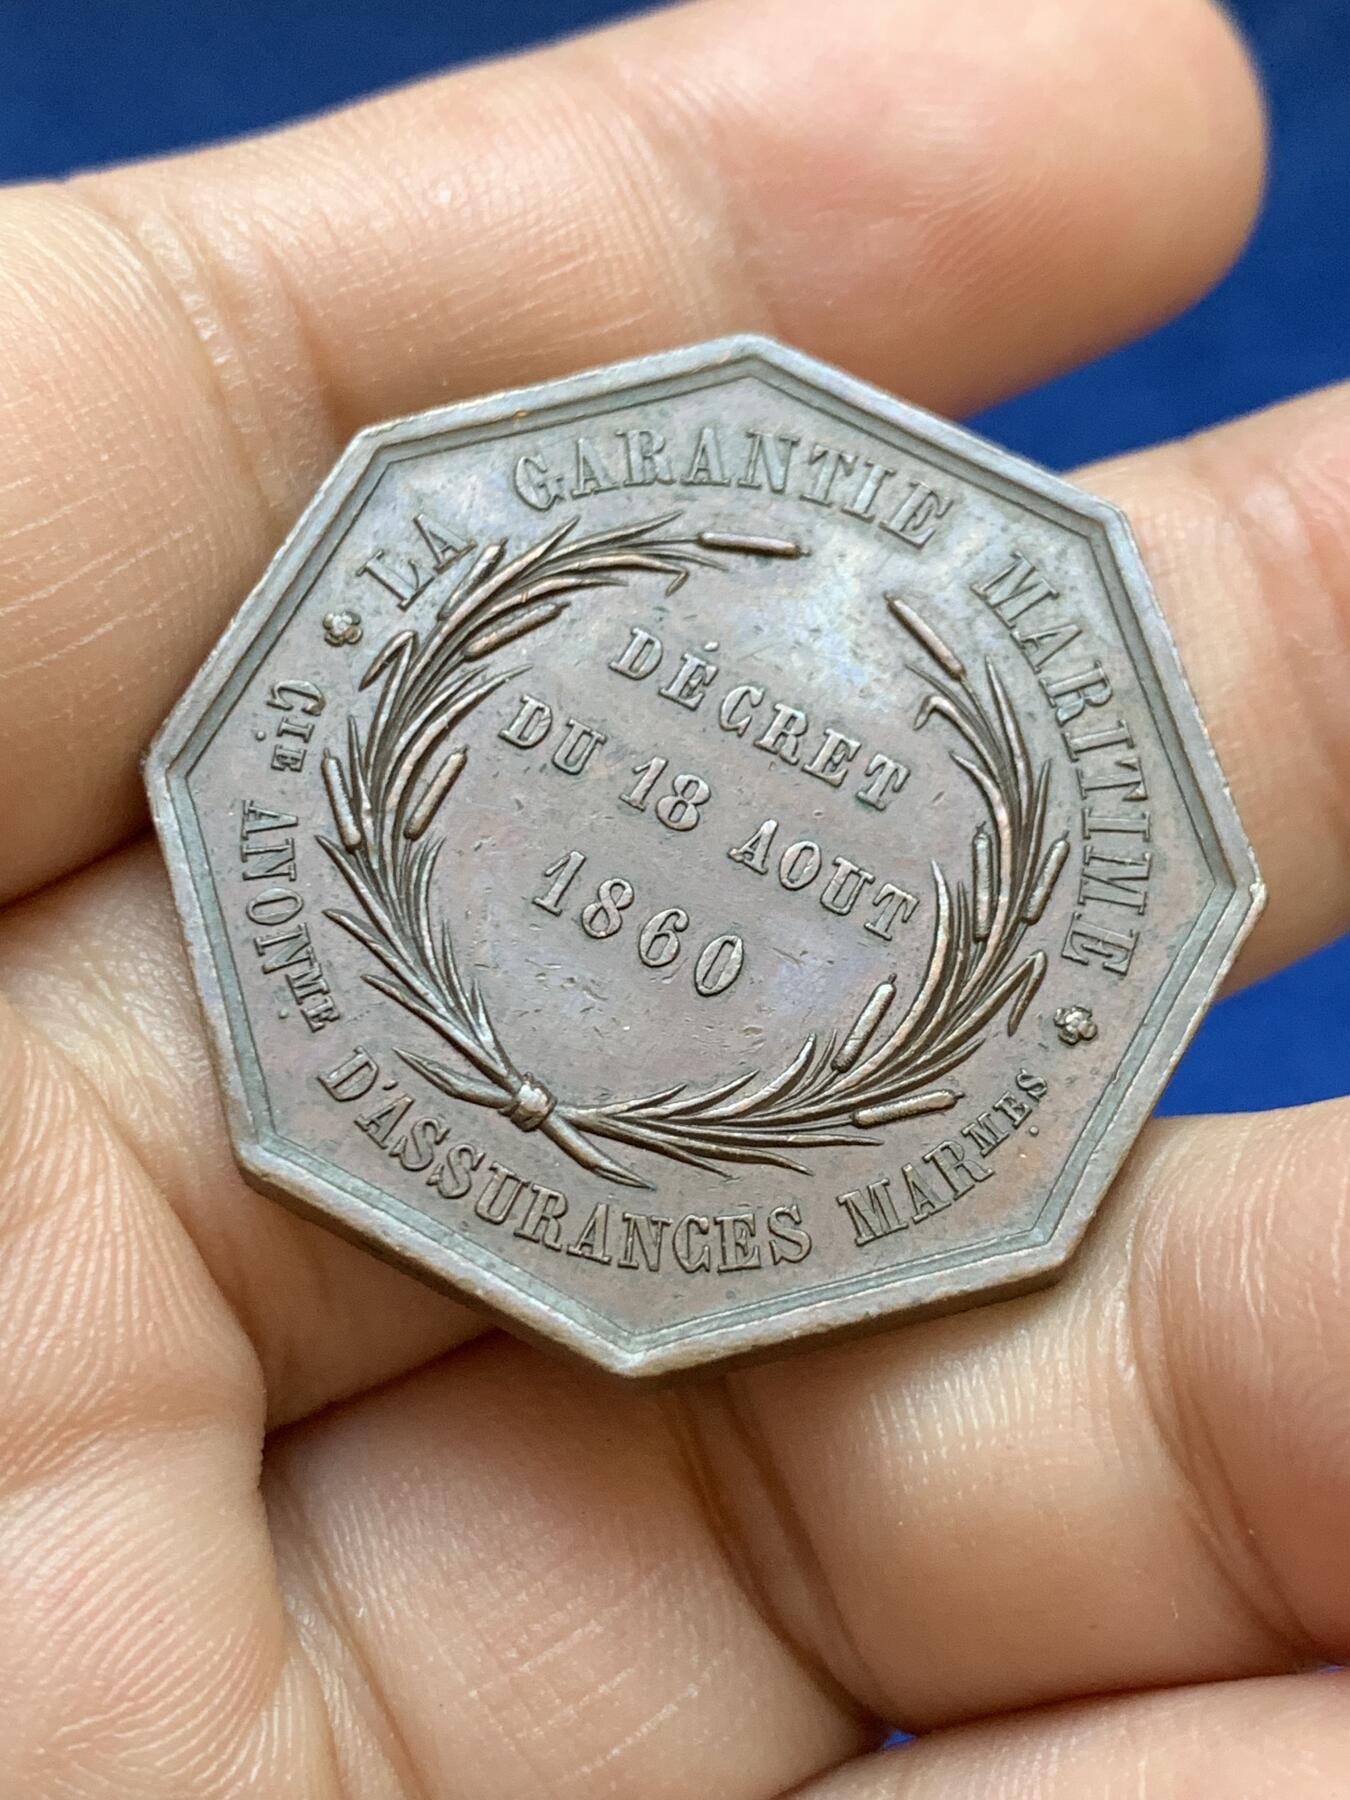 LA GARANTIE MARITIME
DÉCRET
DU 18 AOUT
1860
CIE ANONME D'ASSURANCES MARMES